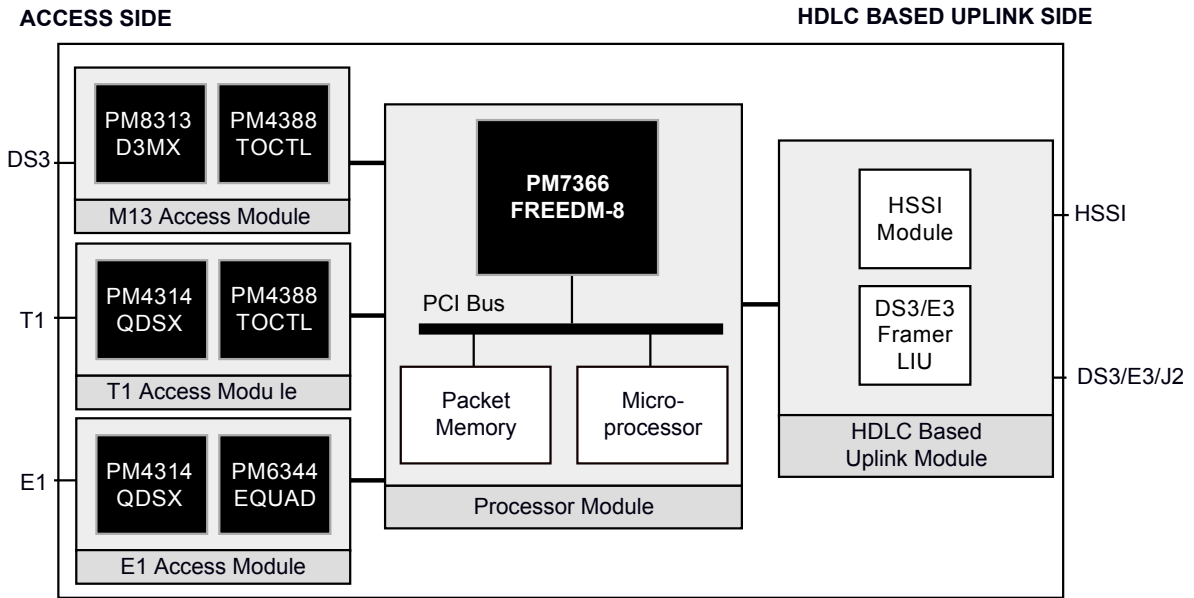 ACCESS SIDE
HDLC BASED UPLINK SIDE
DS3
PM8313
D3MX
PM4388
TOCTL
M13 Access Module
T1
PM4314
QDSX
PM4388
TOCTL
T1 Access Modu le
E1
PM4314
QDSX
PM6344
EQUAD
E1 Access Module
PM7366
FREEDM-8
PCI Bus
Packet
Memory
Micro-
processor
Processor Module
HSSI
Module
DS3/E3
Framer
LIU
HDLC Based
Uplink Module
HSSI
DS3/E3/J2